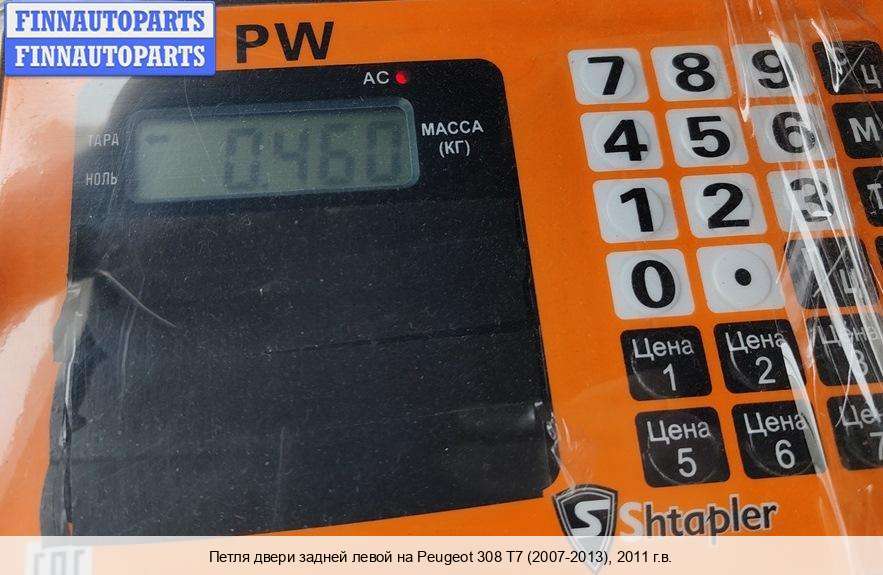 FINNAUTOPARTS
FINNAUTOPARTS
PW
AC
ТАРА
НОЛЬ
0.460
МАССА
(КГ)
7 8 9
4 5 6 М
1 2 3 Т
0 .
Цена 1
Цена 2
Цена 5
Цена 6
Shtapler
Петля двери задней левой на Peugeot 308 T7 (2007-2013), 2011 г.в.